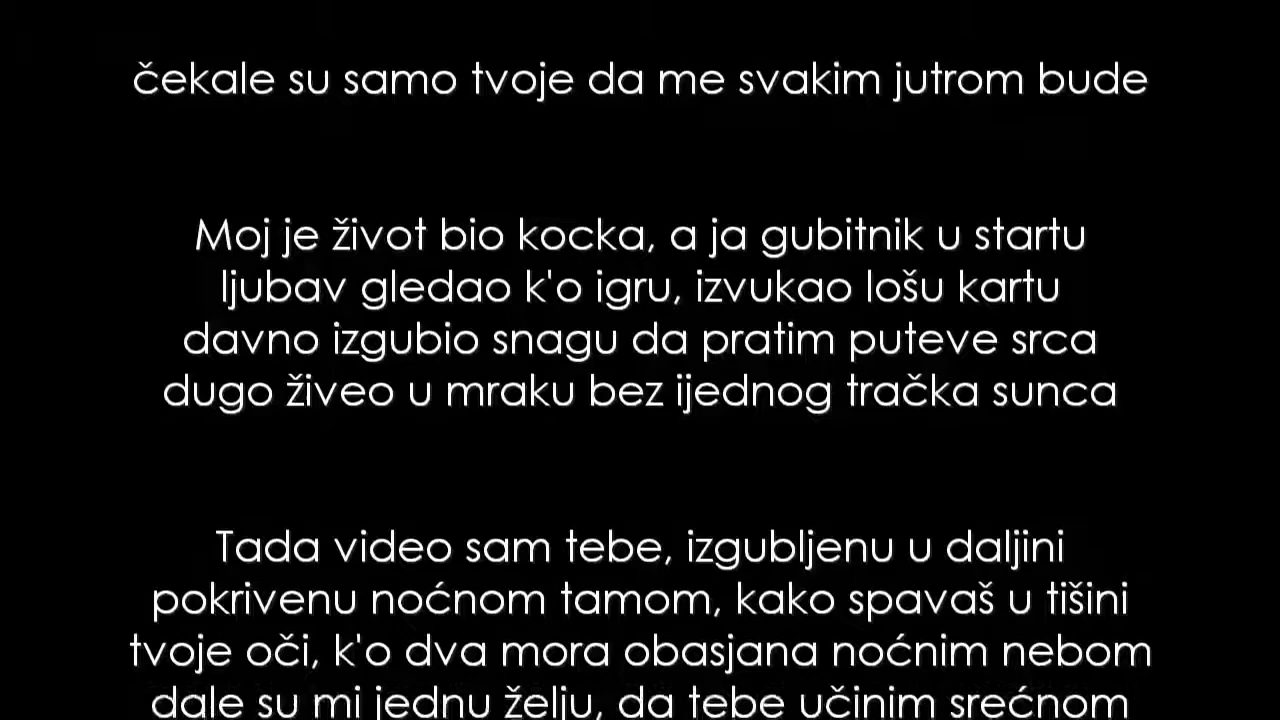 čekale su samo tvoje da me svakim jutrom bude
Moj je život bio kocka, a ja gubitnik u startu
ljubav gledao k'o igru, izvukao lošu kartu
davno izgubio snagu da pratim puteve srca
dugo živeo u mraku bez ijednog tračka sunca
Tada video sam tebe, izgubljenu u daljini
pokrivenu noćnom tamom, kako spavaš u tišini
tvoje oči, k'o dva mora obasjana noćnim nebom
dale su mi jednu želju, da tebe učinim srećnom